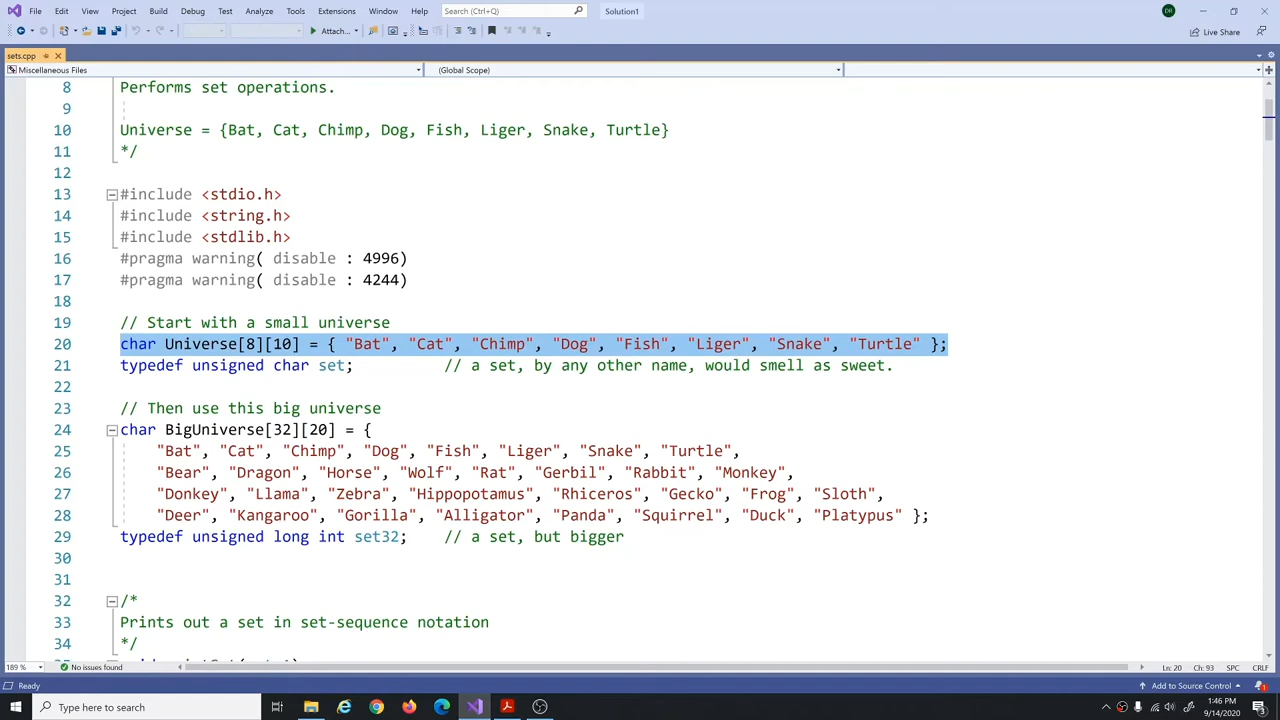 File Edit View Project Build Debug Test Analyze Tools Extensions Window Help Search (Ctrl+Q) Solution1 DR
Attach... Live Share
sets.cpp
Miscellaneous Files (Global Scope)
8 Performs set operations.
9
10 Universe = {Bat, Cat, Chimp, Dog, Fish, Liger, Snake, Turtle}
11 */
12
13 #include <stdio.h>
14 #include <string.h>
15 #include <stdlib.h>
16 #pragma warning( disable : 4996)
17 #pragma warning( disable : 4244)
18
19 // Start with a small universe
20 char Universe[8][10] = { "Bat", "Cat", "Chimp", "Dog", "Fish", "Liger", "Snake", "Turtle" };
21 typedef unsigned char set; // a set, by any other name, would smell as sweet.
22
23 // Then use this big universe
24 char BigUniverse[32][20] = {
25 "Bat", "Cat", "Chimp", "Dog", "Fish", "Liger", "Snake", "Turtle",
26 "Bear", "Dragon", "Horse", "Wolf", "Rat", "Gerbil", "Rabbit", "Monkey",
27 "Donkey", "Llama", "Zebra", "Hippopotamus", "Rhiceros", "Gecko", "Frog", "Sloth",
28 "Deer", "Kangaroo", "Gorilla", "Alligator", "Panda", "Squirrel", "Duck", "Platypus" };
29 typedef unsigned long int set32; // a set, but bigger
30
31
32 /*
33 Prints out a set in set-sequence notation
34 */
189 % No issues found Ln: 20 Ch: 93 SPC CRLF
Ready Add to Source Control 1
Type here to search 1:46 PM
9/14/2020 3